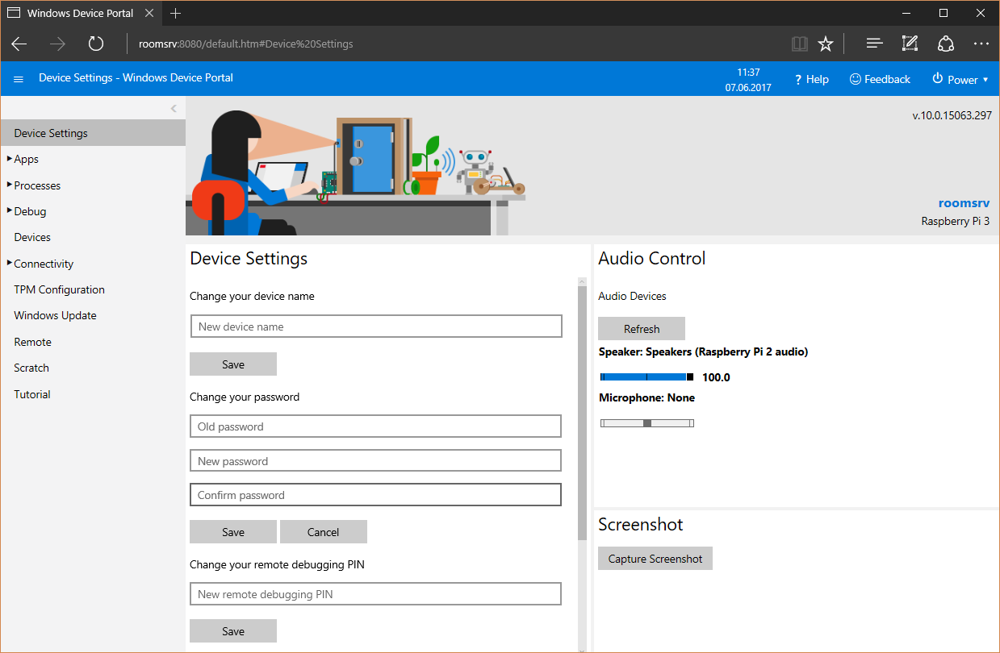 Windows Device Portal
roomsrv:8080/default.htm#Device%20Settings
Device Settings - Windows Device Portal
11:37
07.06.2017
? Help
Feedback
Power
Device Settings
Apps
Processes
Debug
Devices
Connectivity
TPM Configuration
Windows Update
Remote
Scratch
Tutorial
v.10.0.15063.297
roomsrv
Raspberry Pi 3
Device Settings
Change your device name
New device name
Save
Change your password
Old password
New password
Confirm password
Save Cancel
Change your remote debugging PIN
New remote debugging PIN
Save
Audio Control
Audio Devices
Refresh
Speaker: Speakers (Raspberry Pi 2 audio)
100.0
Microphone: None
Screenshot
Capture Screenshot